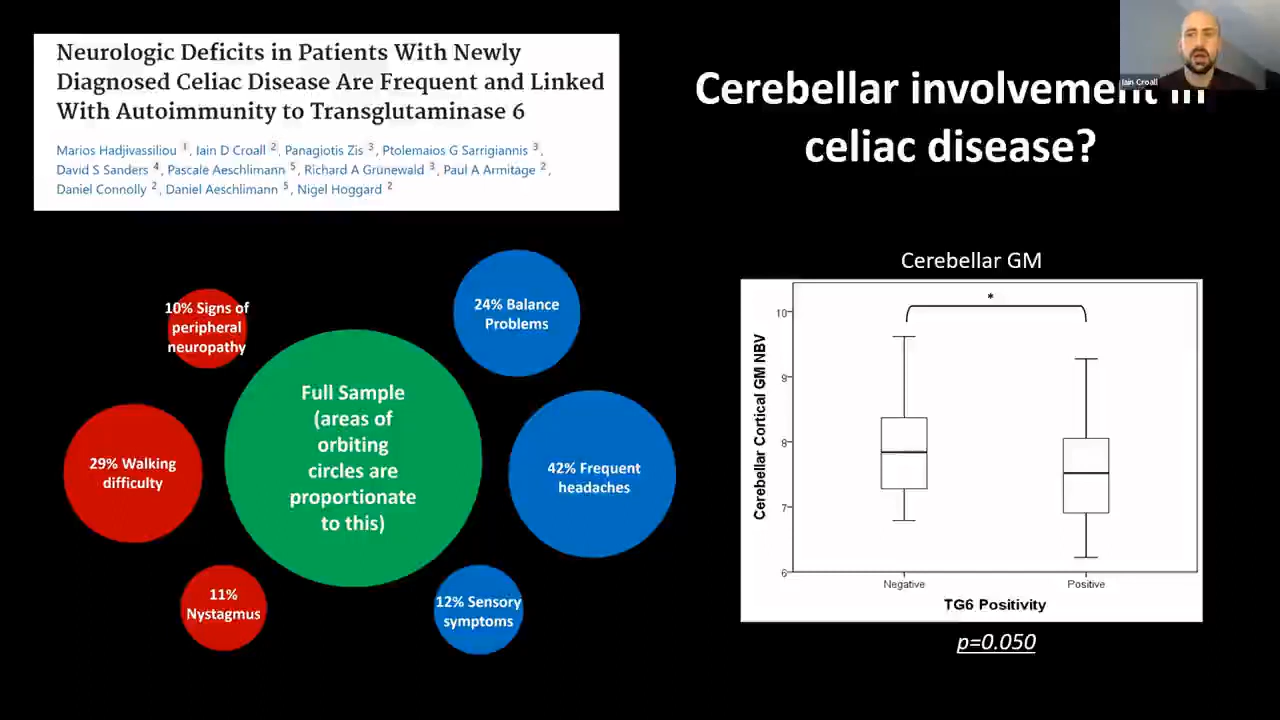 Neurologic Deficits in Patients With Newly
Diagnosed Celiac Disease Are Frequent and Linked
With Autoimmunity to Transglutaminase 6
Marios Hadjivassiliou 1, Iain D Croall 2, Panagiotis Zis 3, Ptolemaios G Sarrigiannis 3,
David S Sanders 4, Pascale Aeschlimann 5, Richard A Grünewald 3, Paul A Armitage 2,
Daniel Connolly 2, Daniel Aeschlimann 5, Nigel Hoggard 2
Iain Croall
Cerebellar involvement in
celiac disease?
10% Signs of
peripheral
neuropathy
24% Balance
Problems
Full Sample
(areas of
orbiting
circles are
proportionate
to this)
29% Walking
difficulty
42% Frequent
headaches
11%
Nystagmus
12% Sensory
symptoms
Cerebellar GM
*
Cerebellar Cortical GM NBV
10
9
8
7
6
Negative
Positive
TG6 Positivity
p=0.050